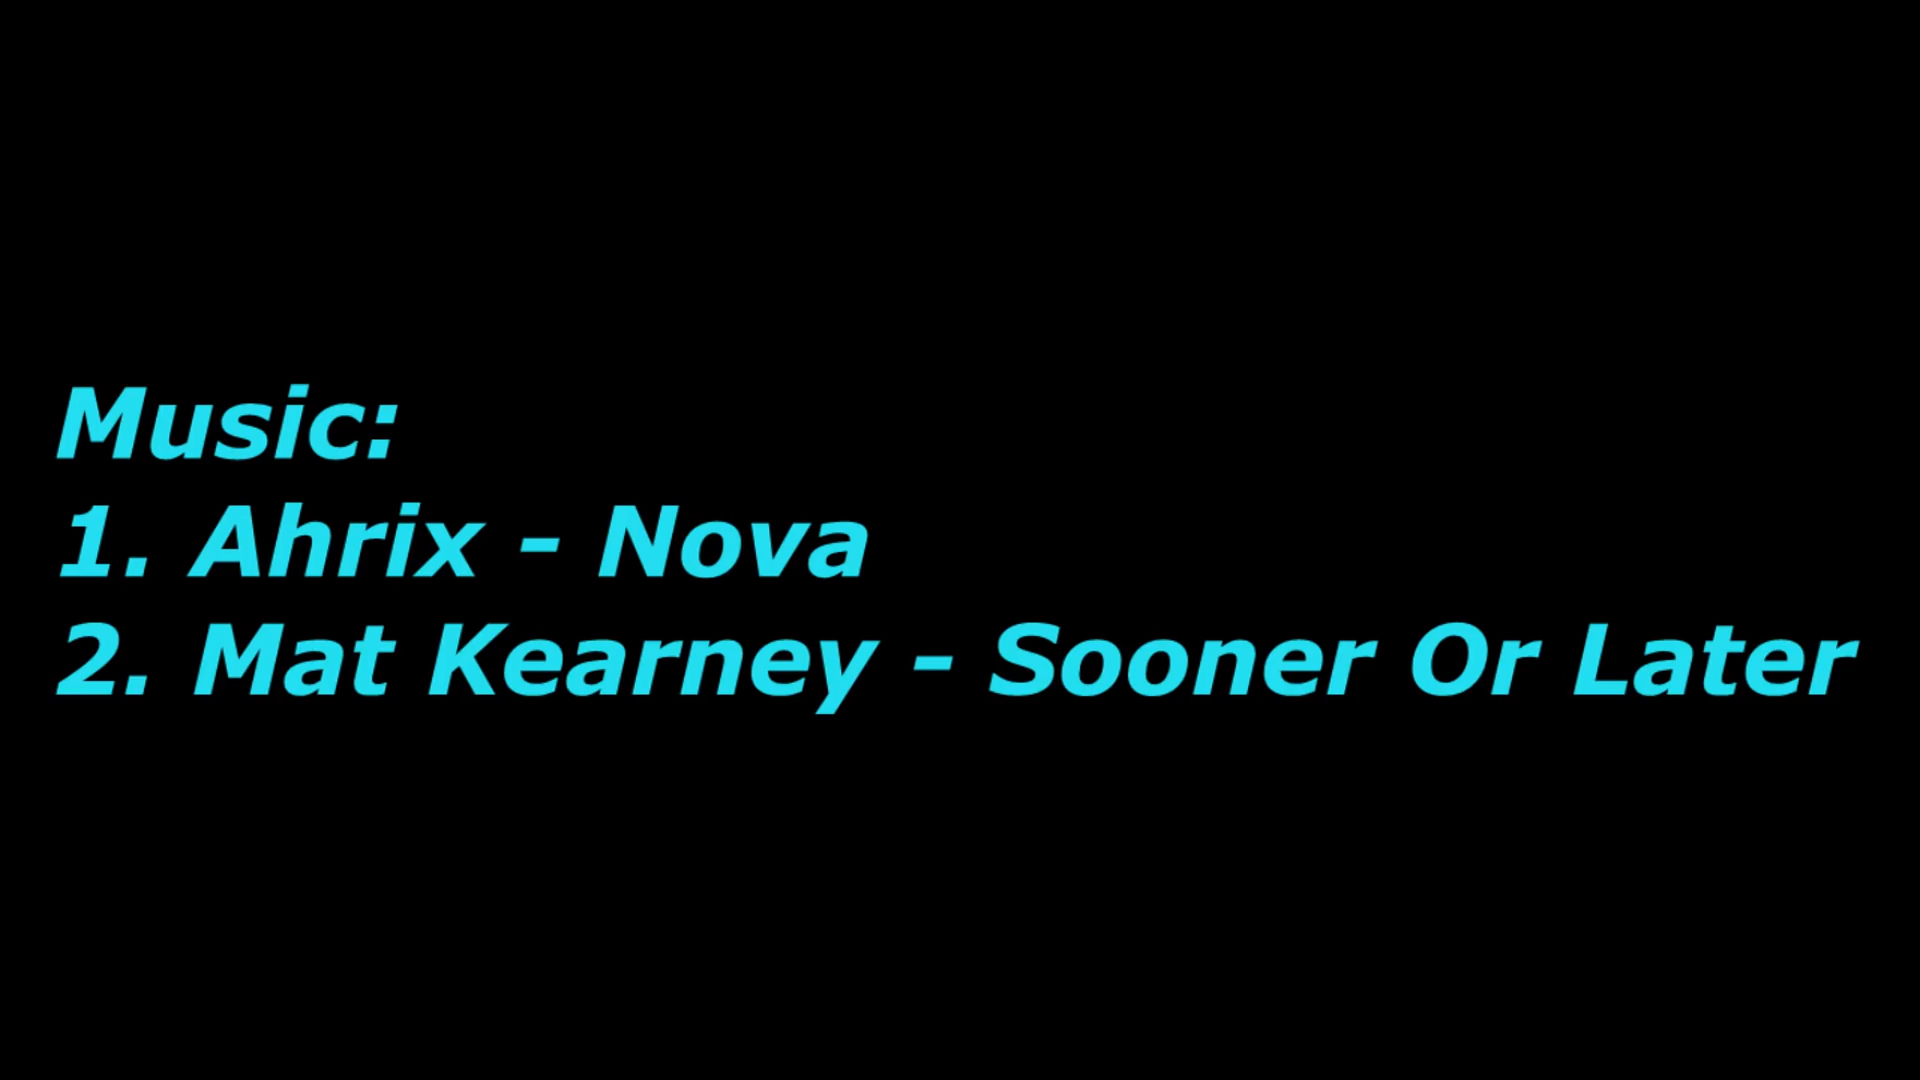 Music:
1. Ahrix - Nova
2. Mat Kearney - Sooner Or Later